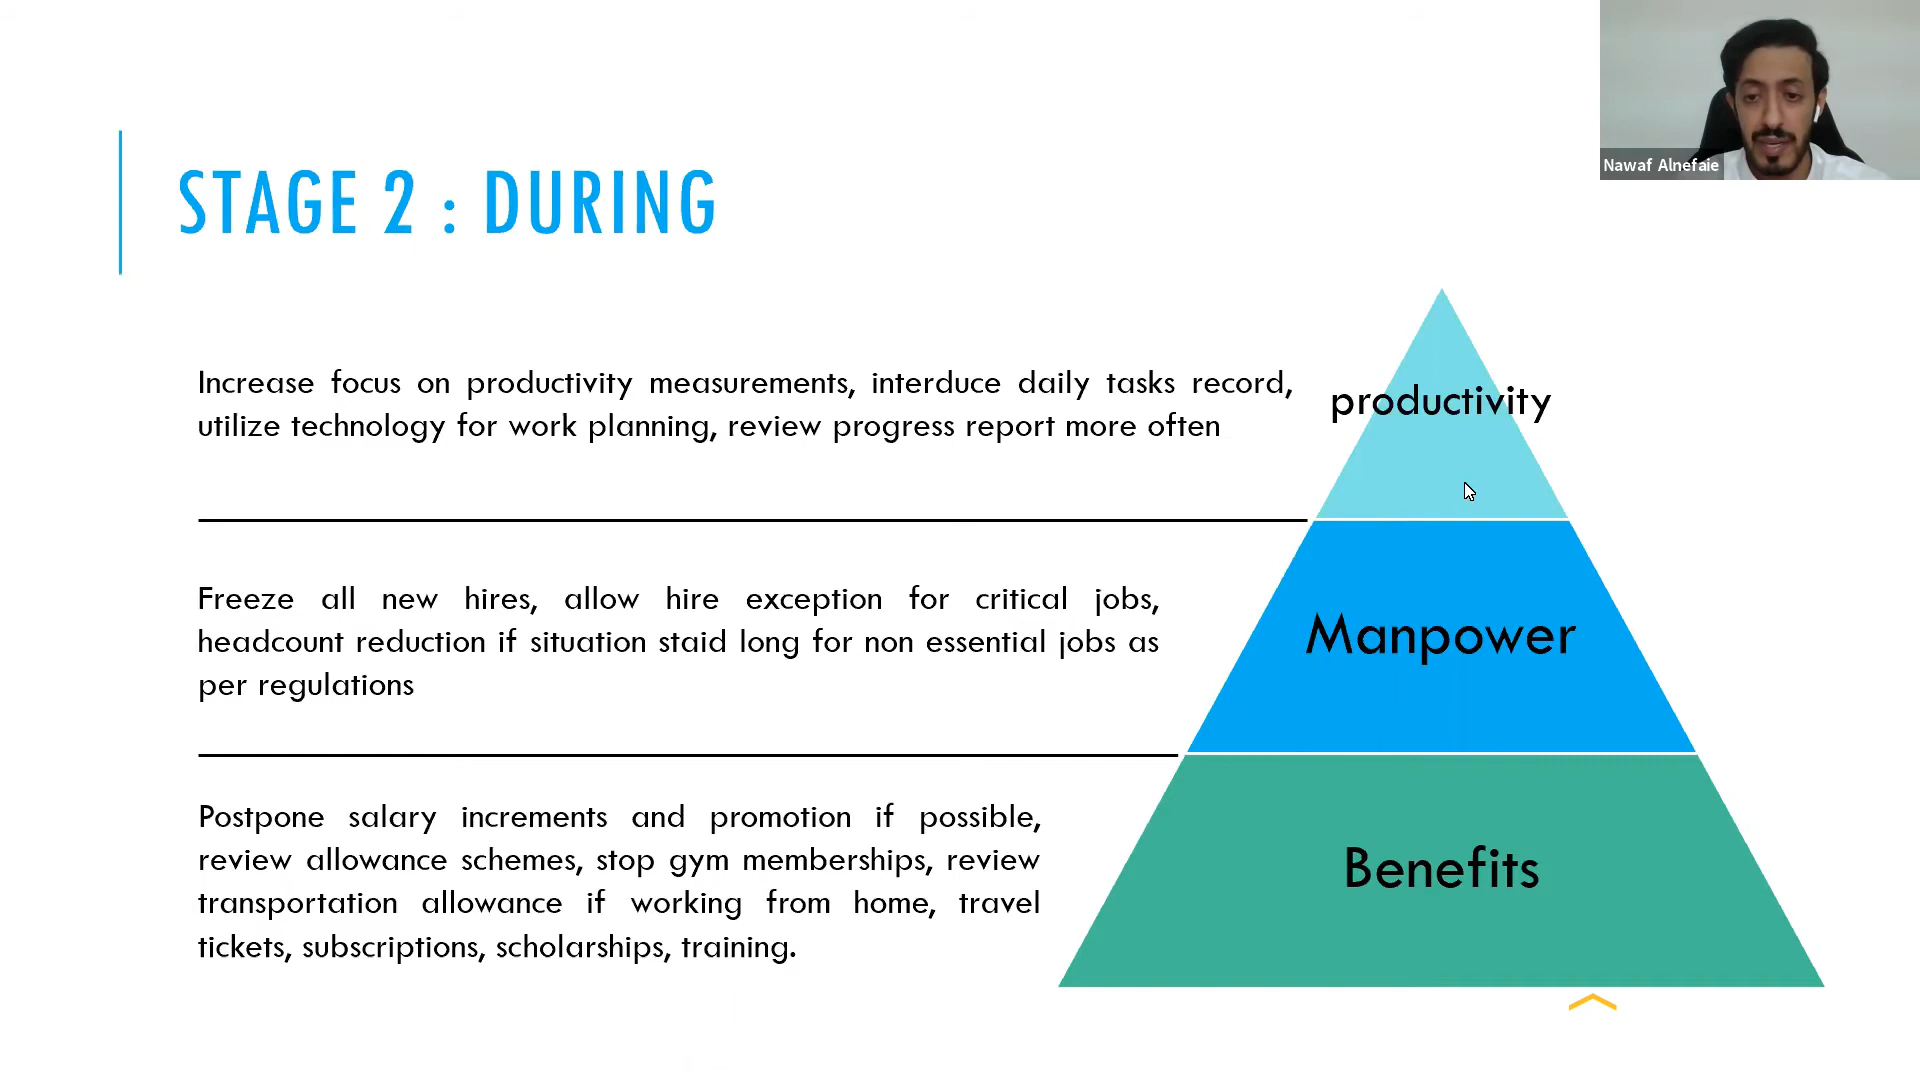 Nawaf Alnefaie
STAGE 2 : DURING
Increase focus on productivity measurements, interduce daily tasks record,
utilize technology for work planning, review progress report more often
productivity
Freeze all new hires, allow hire exception for critical jobs,
headcount reduction if situation staid long for non essential jobs as
per regulations
Manpower
Postpone salary increments and promotion if possible,
review allowance schemes, stop gym memberships, review
transportation allowance if working from home, travel
tickets, subscriptions, scholarships, training.
Benefits